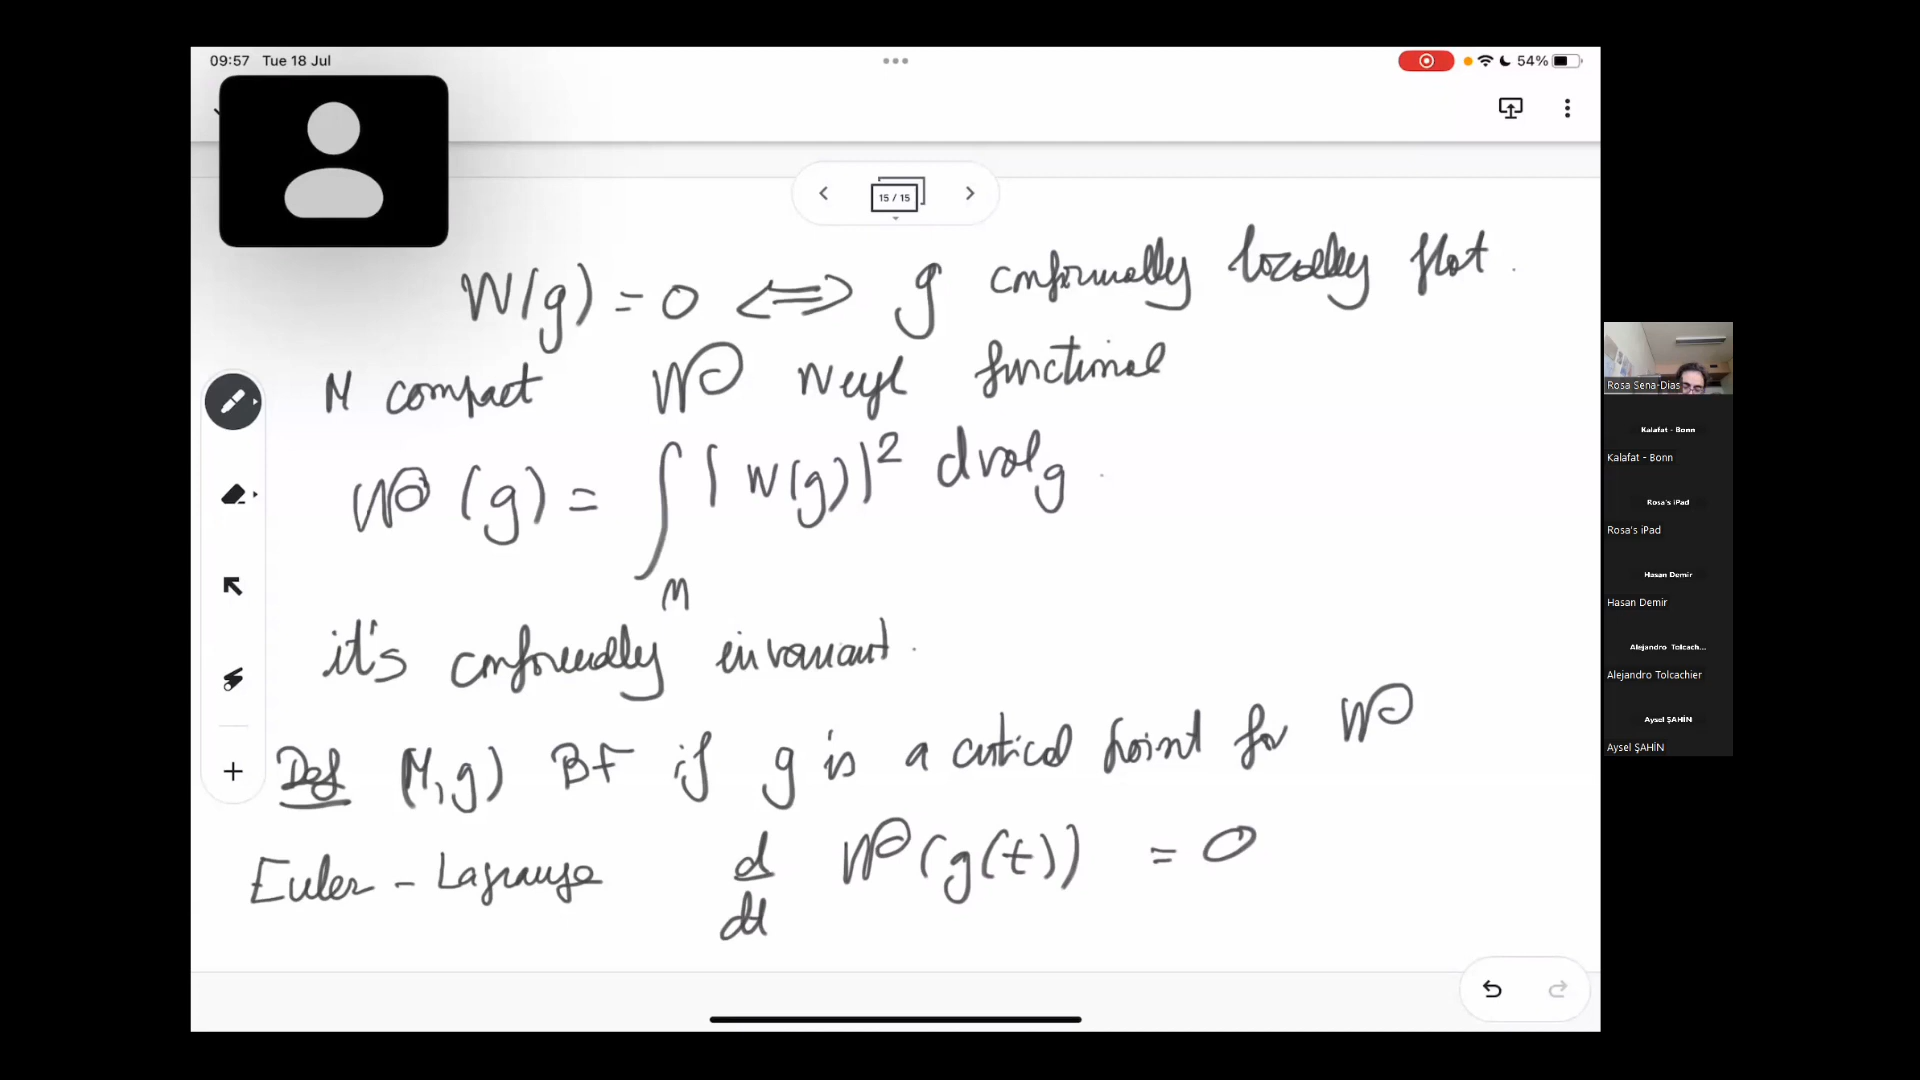 09:57 Tue 18 Jul
54%
15 / 15
W(g) = 0 ⟺ g conformally locally flat.
M compact 𝒲 Weyl functional
𝒲(g) = ∫_M |W(g)|² dvol_g.
it's conformally invariant.
Def (M, g) BF if g is a critical point for 𝒲
Euler - Lagrange d/dt 𝒲(g(t)) = 0
Rosa Sena-Dias
Kalafat - Bonn
Kalafat - Bonn
Rosa's iPad
Rosa's iPad
Hasan Demir
Hasan Demir
Alejandro Tolcach...
Alejandro Tolcachier
Aysel ŞAHİN
Aysel ŞAHİN